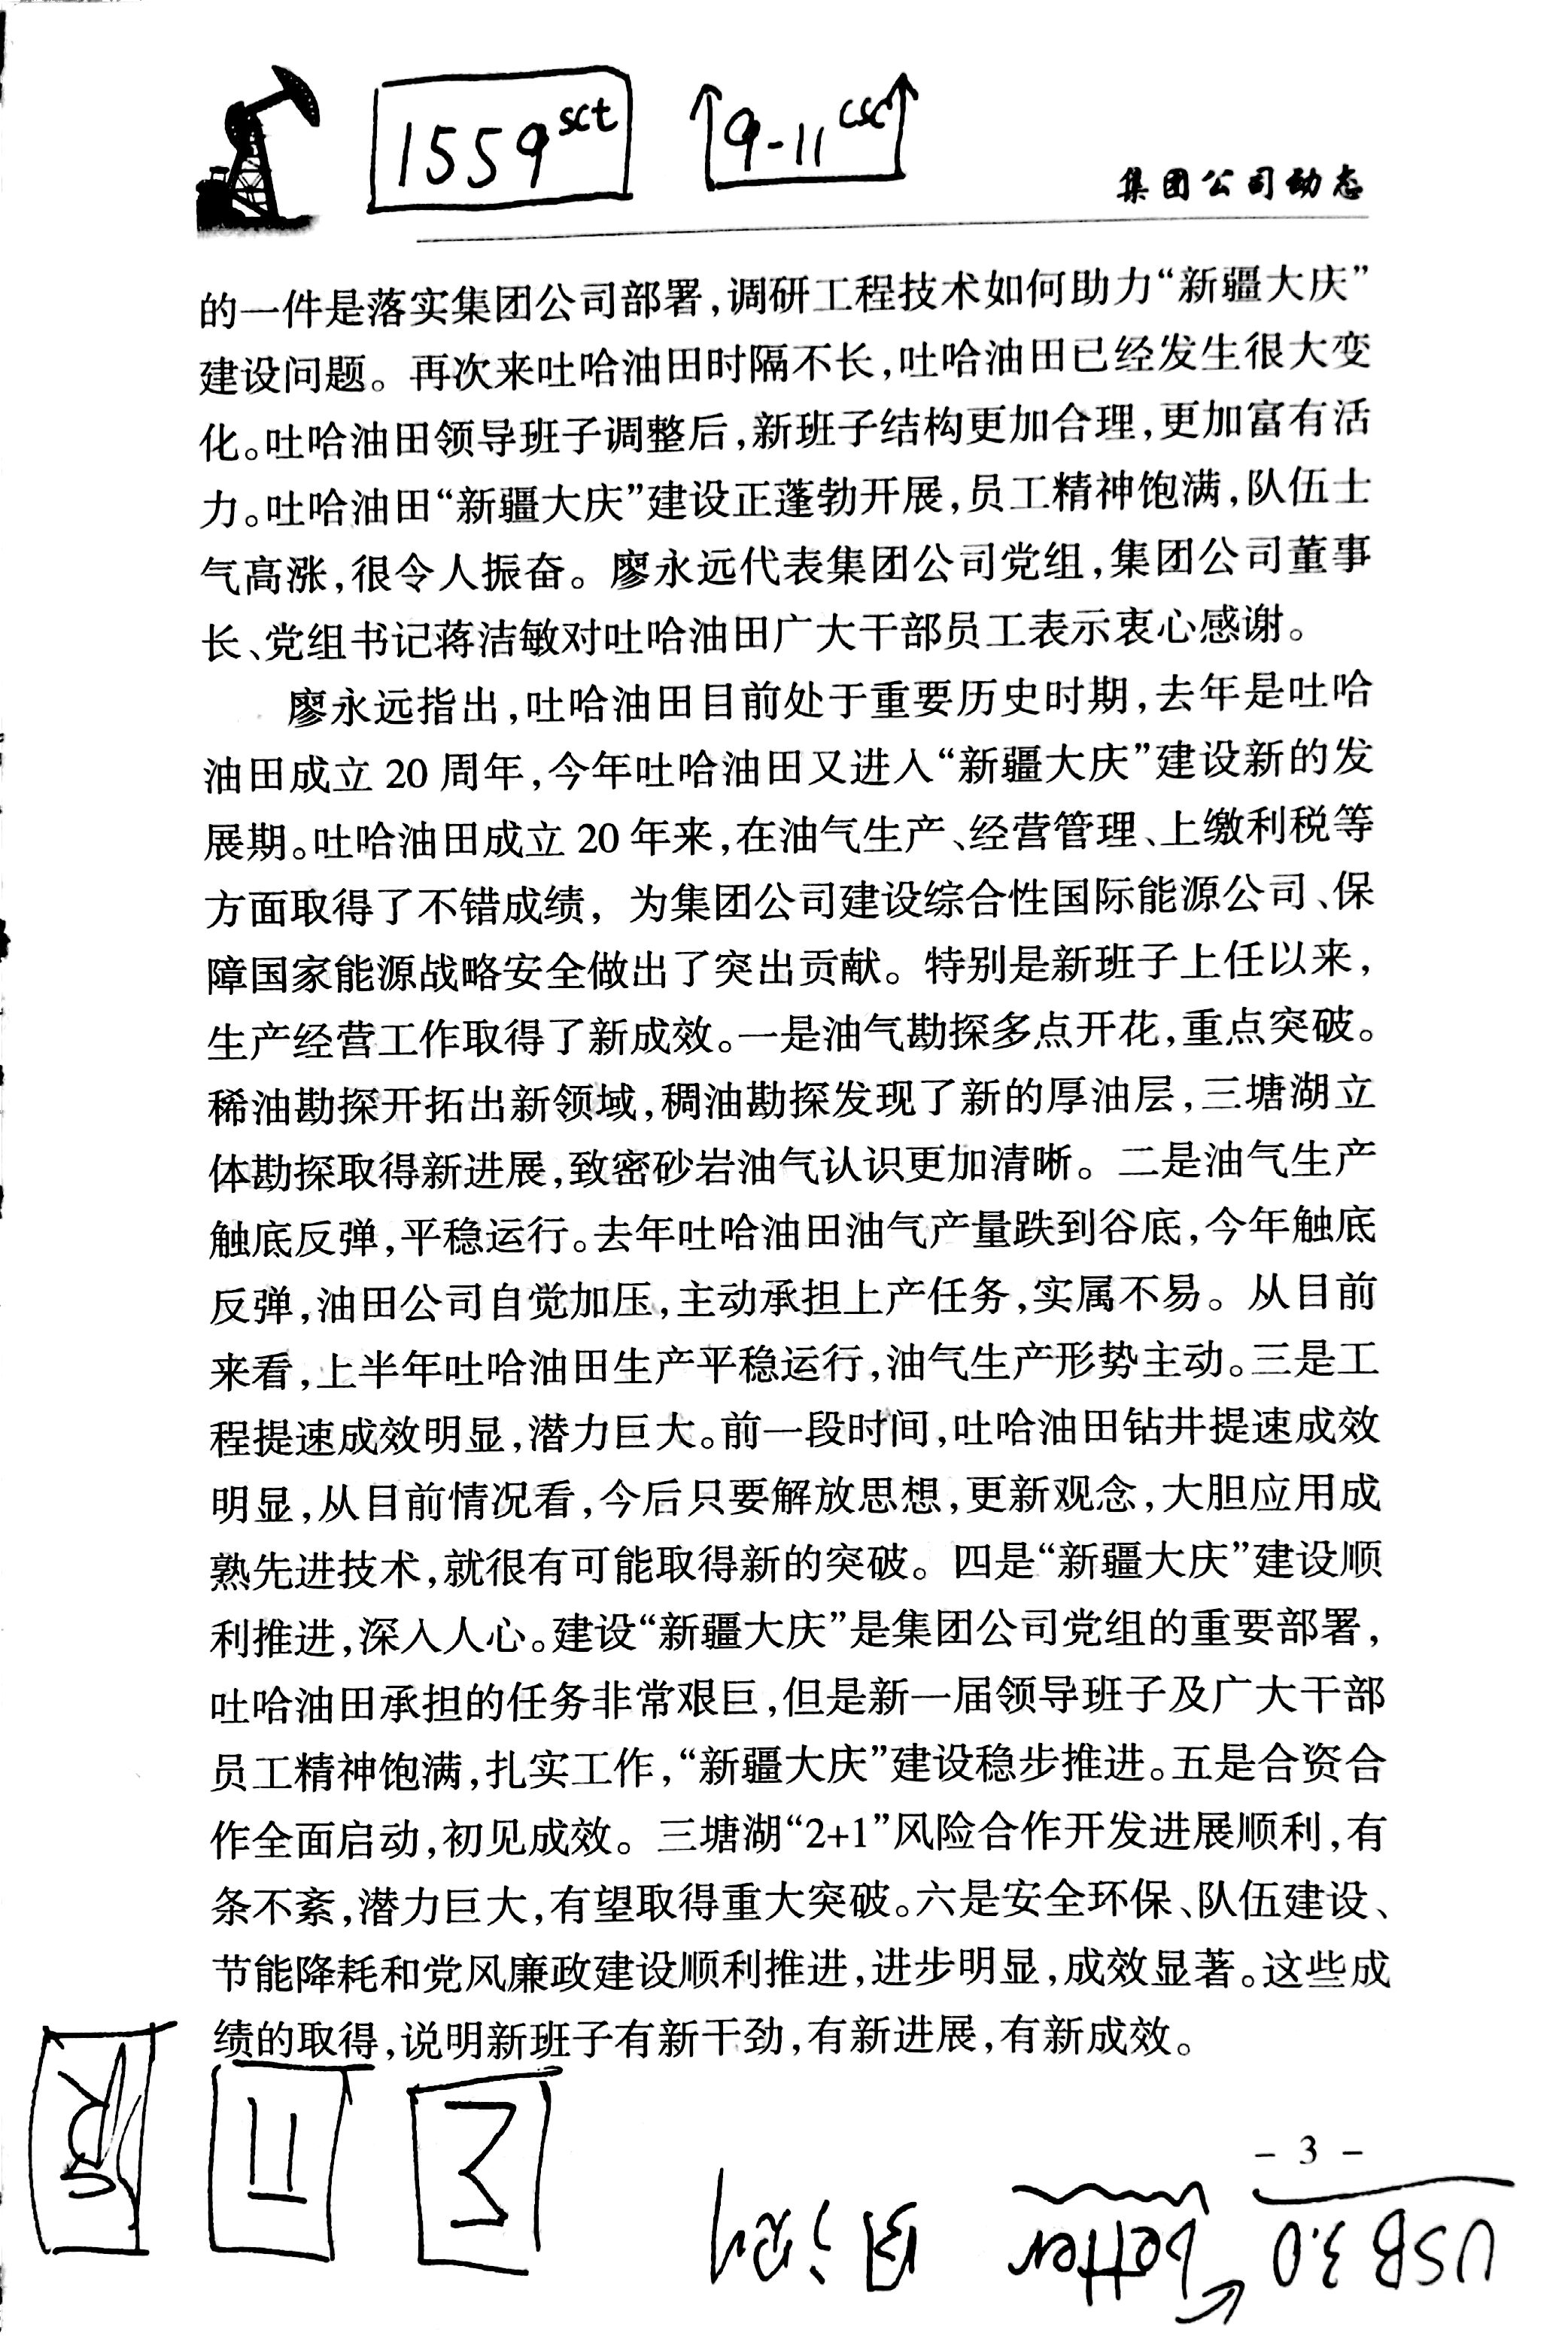 1559sct 9-11csc
集团公司动态
的一件是落实集团公司部署,调研工程技术如何助力“新疆大庆”
建设问题。再次来吐哈油田时隔不长,吐哈油田已经发生很大变
化。吐哈油田领导班子调整后,新班子结构更加合理,更加富有活
力。吐哈油田“新疆大庆”建设正蓬勃开展,员工精神饱满,队伍士
气高涨,很令人振奋。廖永远代表集团公司党组,集团公司董事
长、党组书记蒋洁敏对吐哈油田广大干部员工表示衷心感谢。
廖永远指出,吐哈油田目前处于重要历史时期,去年是吐哈
油田成立 20 周年,今年吐哈油田又进入“新疆大庆”建设新的发
展期。吐哈油田成立 20 年来,在油气生产、经营管理、上缴利税等
方面取得了不错成绩,为集团公司建设综合性国际能源公司、保
障国家能源战略安全做出了突出贡献。特别是新班子上任以来,
生产经营工作取得了新成效。一是油气勘探多点开花,重点突破。
稀油勘探开拓出新领域,稠油勘探发现了新的厚油层,三塘湖立
体勘探取得新进展,致密砂岩油气认识更加清晰。二是油气生产
触底反弹,平稳运行。去年吐哈油田油气产量跌到谷底,今年触底
反弹,油田公司自觉加压,主动承担上产任务,实属不易。从目前
来看,上半年吐哈油田生产平稳运行,油气生产形势主动。三是工
程提速成效明显,潜力巨大。前一段时间,吐哈油田钻井提速成效
明显,从目前情况看,今后只要解放思想,更新观念,大胆应用成
熟先进技术,就很有可能取得新的突破。四是“新疆大庆”建设顺
利推进,深入人心。建设“新疆大庆”是集团公司党组的重要部署,
吐哈油田承担的任务非常艰巨,但是新一届领导班子及广大干部
员工精神饱满,扎实工作,“新疆大庆”建设稳步推进。五是合资合
作全面启动,初见成效。三塘湖“2+1”风险合作开发进展顺利,有
条不紊,潜力巨大,有望取得重大突破。六是安全环保、队伍建设、
节能降耗和党风廉政建设顺利推进,进步明显,成效显著。这些成
绩的取得,说明新班子有新干劲,有新进展,有新成效。
- 3 -
USB 3.0 better